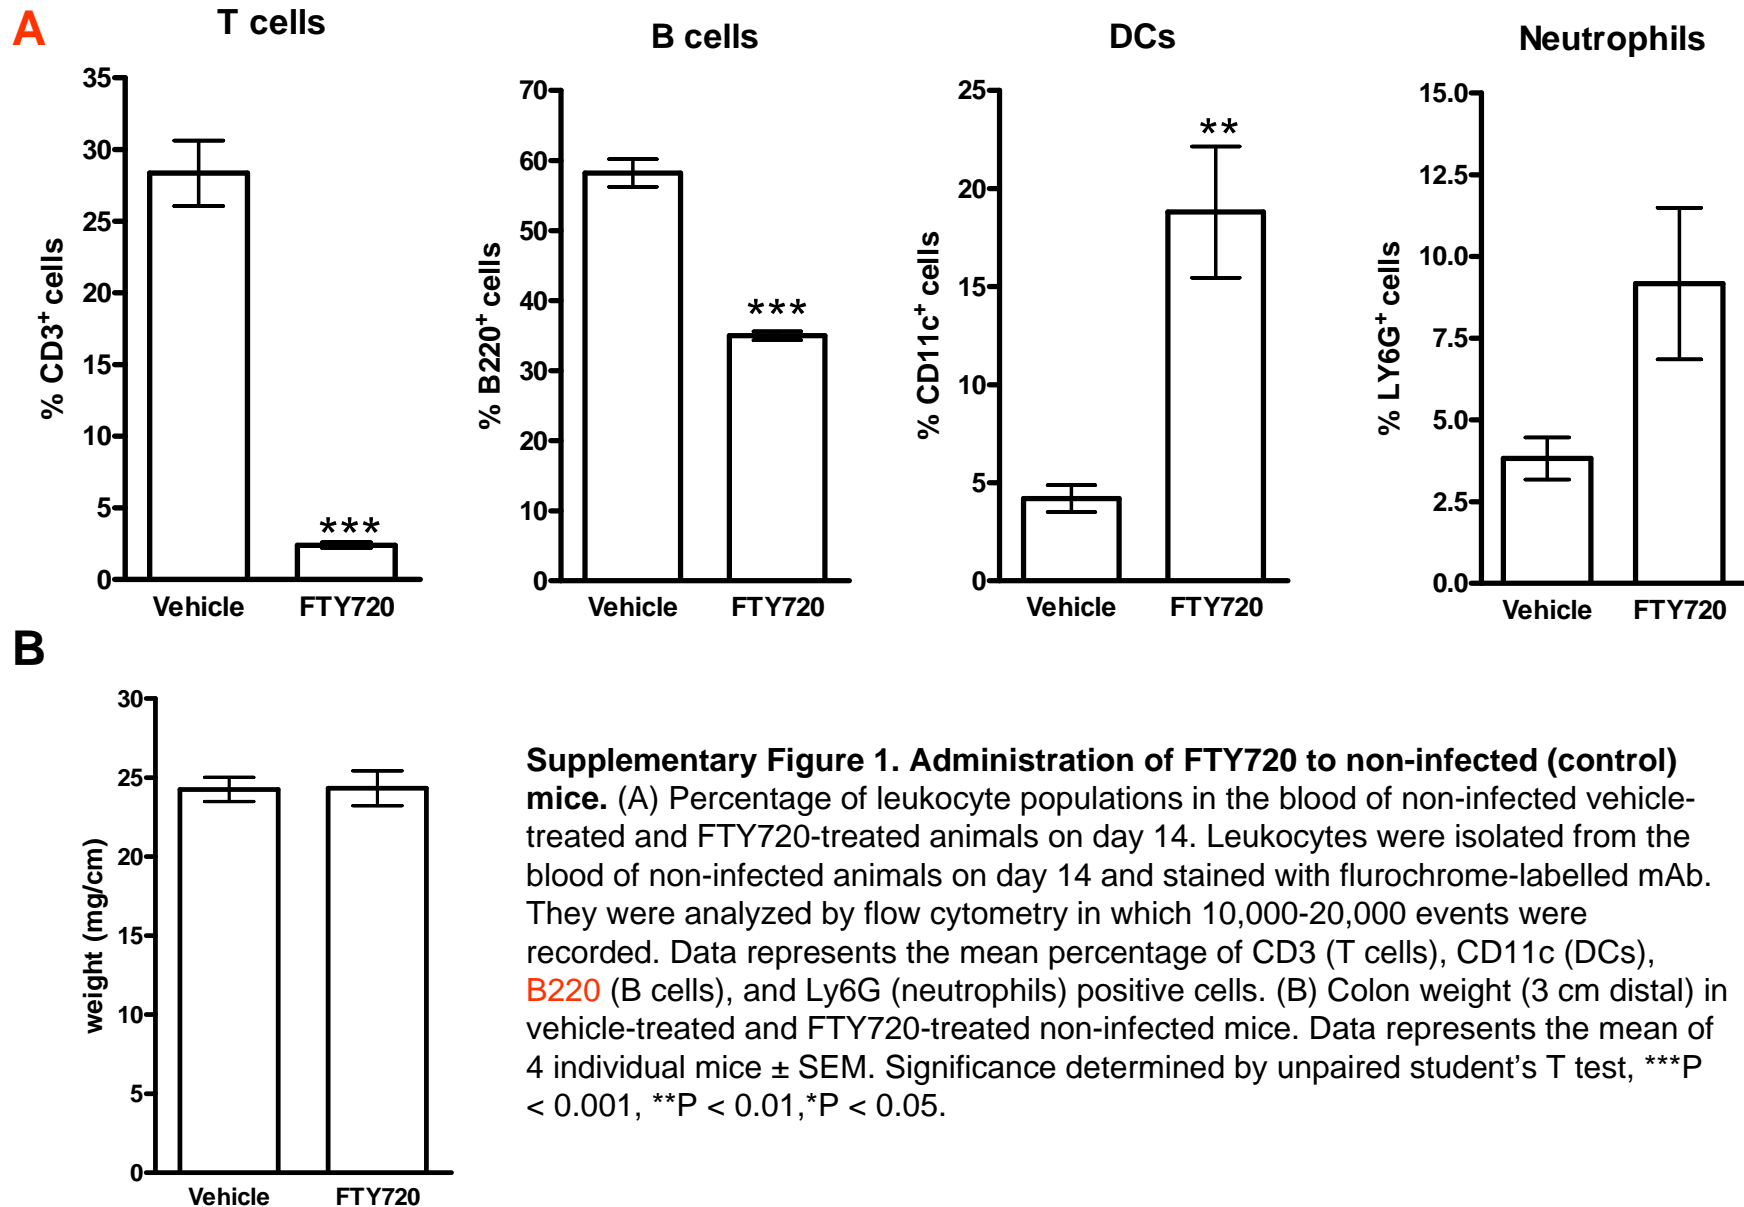 A
T cells
B cells
DCs
Neutrophils
% CD3+ cells
35
30
25
20
15
10
5
0
***
Vehicle
FTY720
% B220+ cells
70
60
50
40
30
20
10
0
***
Vehicle
FTY720
% CD11c+ cells
25
20
15
10
5
0
**
Vehicle
FTY720
% LY6G+ cells
15.0
12.5
10.0
7.5
5.0
2.5
0.0
Vehicle
FTY720
B
weight (mg/cm)
30
25
20
15
10
5
0
Vehicle
FTY720
Supplementary Figure 1. Administration of FTY720 to non-infected (control)
mice. (A) Percentage of leukocyte populations in the blood of non-infected vehicle-
treated and FTY720-treated animals on day 14. Leukocytes were isolated from the
blood of non-infected animals on day 14 and stained with flurochrome-labelled mAb.
They were analyzed by flow cytometry in which 10,000-20,000 events were
recorded. Data represents the mean percentage of CD3 (T cells), CD11c (DCs),
B220 (B cells), and Ly6G (neutrophils) positive cells. (B) Colon weight (3 cm distal) in
vehicle-treated and FTY720-treated non-infected mice. Data represents the mean of
4 individual mice ± SEM. Significance determined by unpaired student's T test, ***P
< 0.001, **P < 0.01,*P < 0.05.